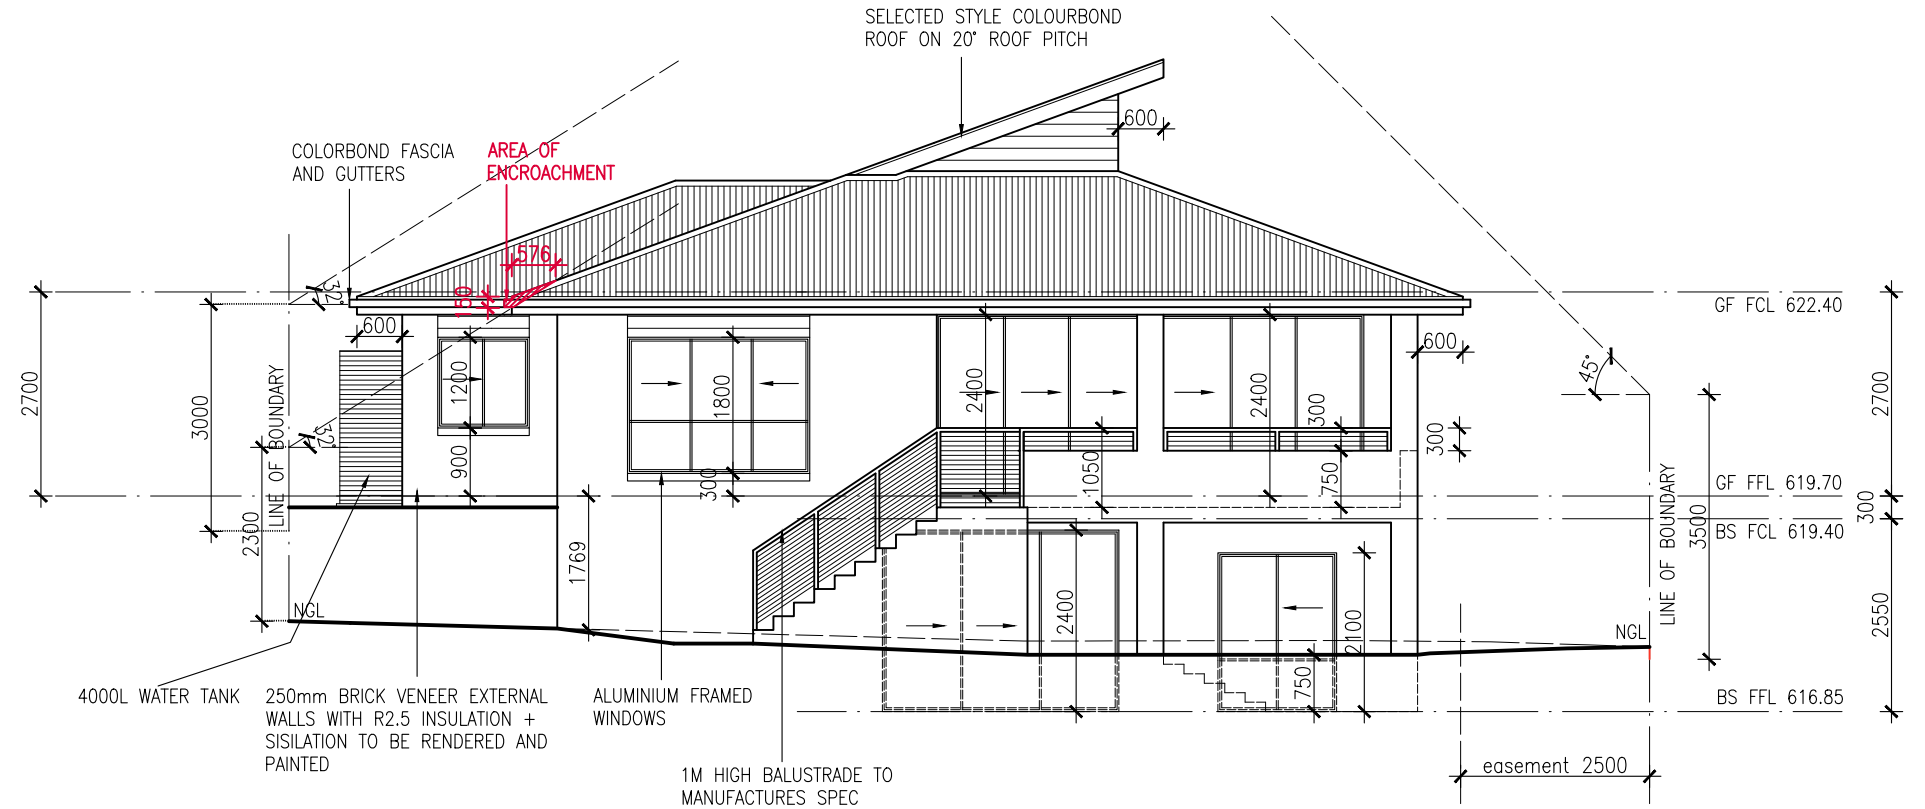 SELECTED STYLE COLOURBOND
ROOF ON 20° ROOF PITCH
600
COLORBOND FASCIA
AND GUTTERS
AREA OF
ENCROACHMENT
576
150
32°
600
GF FCL 622.40
600
45°
2700
3000
LINE OF BOUNDARY
32°
1200
900
1800
300
2400
2400
300
300
2700
1050
750
GF FFL 619.70
300
BS FCL 619.40
3500
LINE OF BOUNDARY
2300
1769
NGL
2400
2100
750
NGL
2550
BS FFL 616.85
4000L WATER TANK
250mm BRICK VENEER EXTERNAL
WALLS WITH R2.5 INSULATION +
SISILATION TO BE RENDERED AND
PAINTED
ALUMINIUM FRAMED
WINDOWS
1M HIGH BALUSTRADE TO
MANUFACTURES SPEC
easement 2500